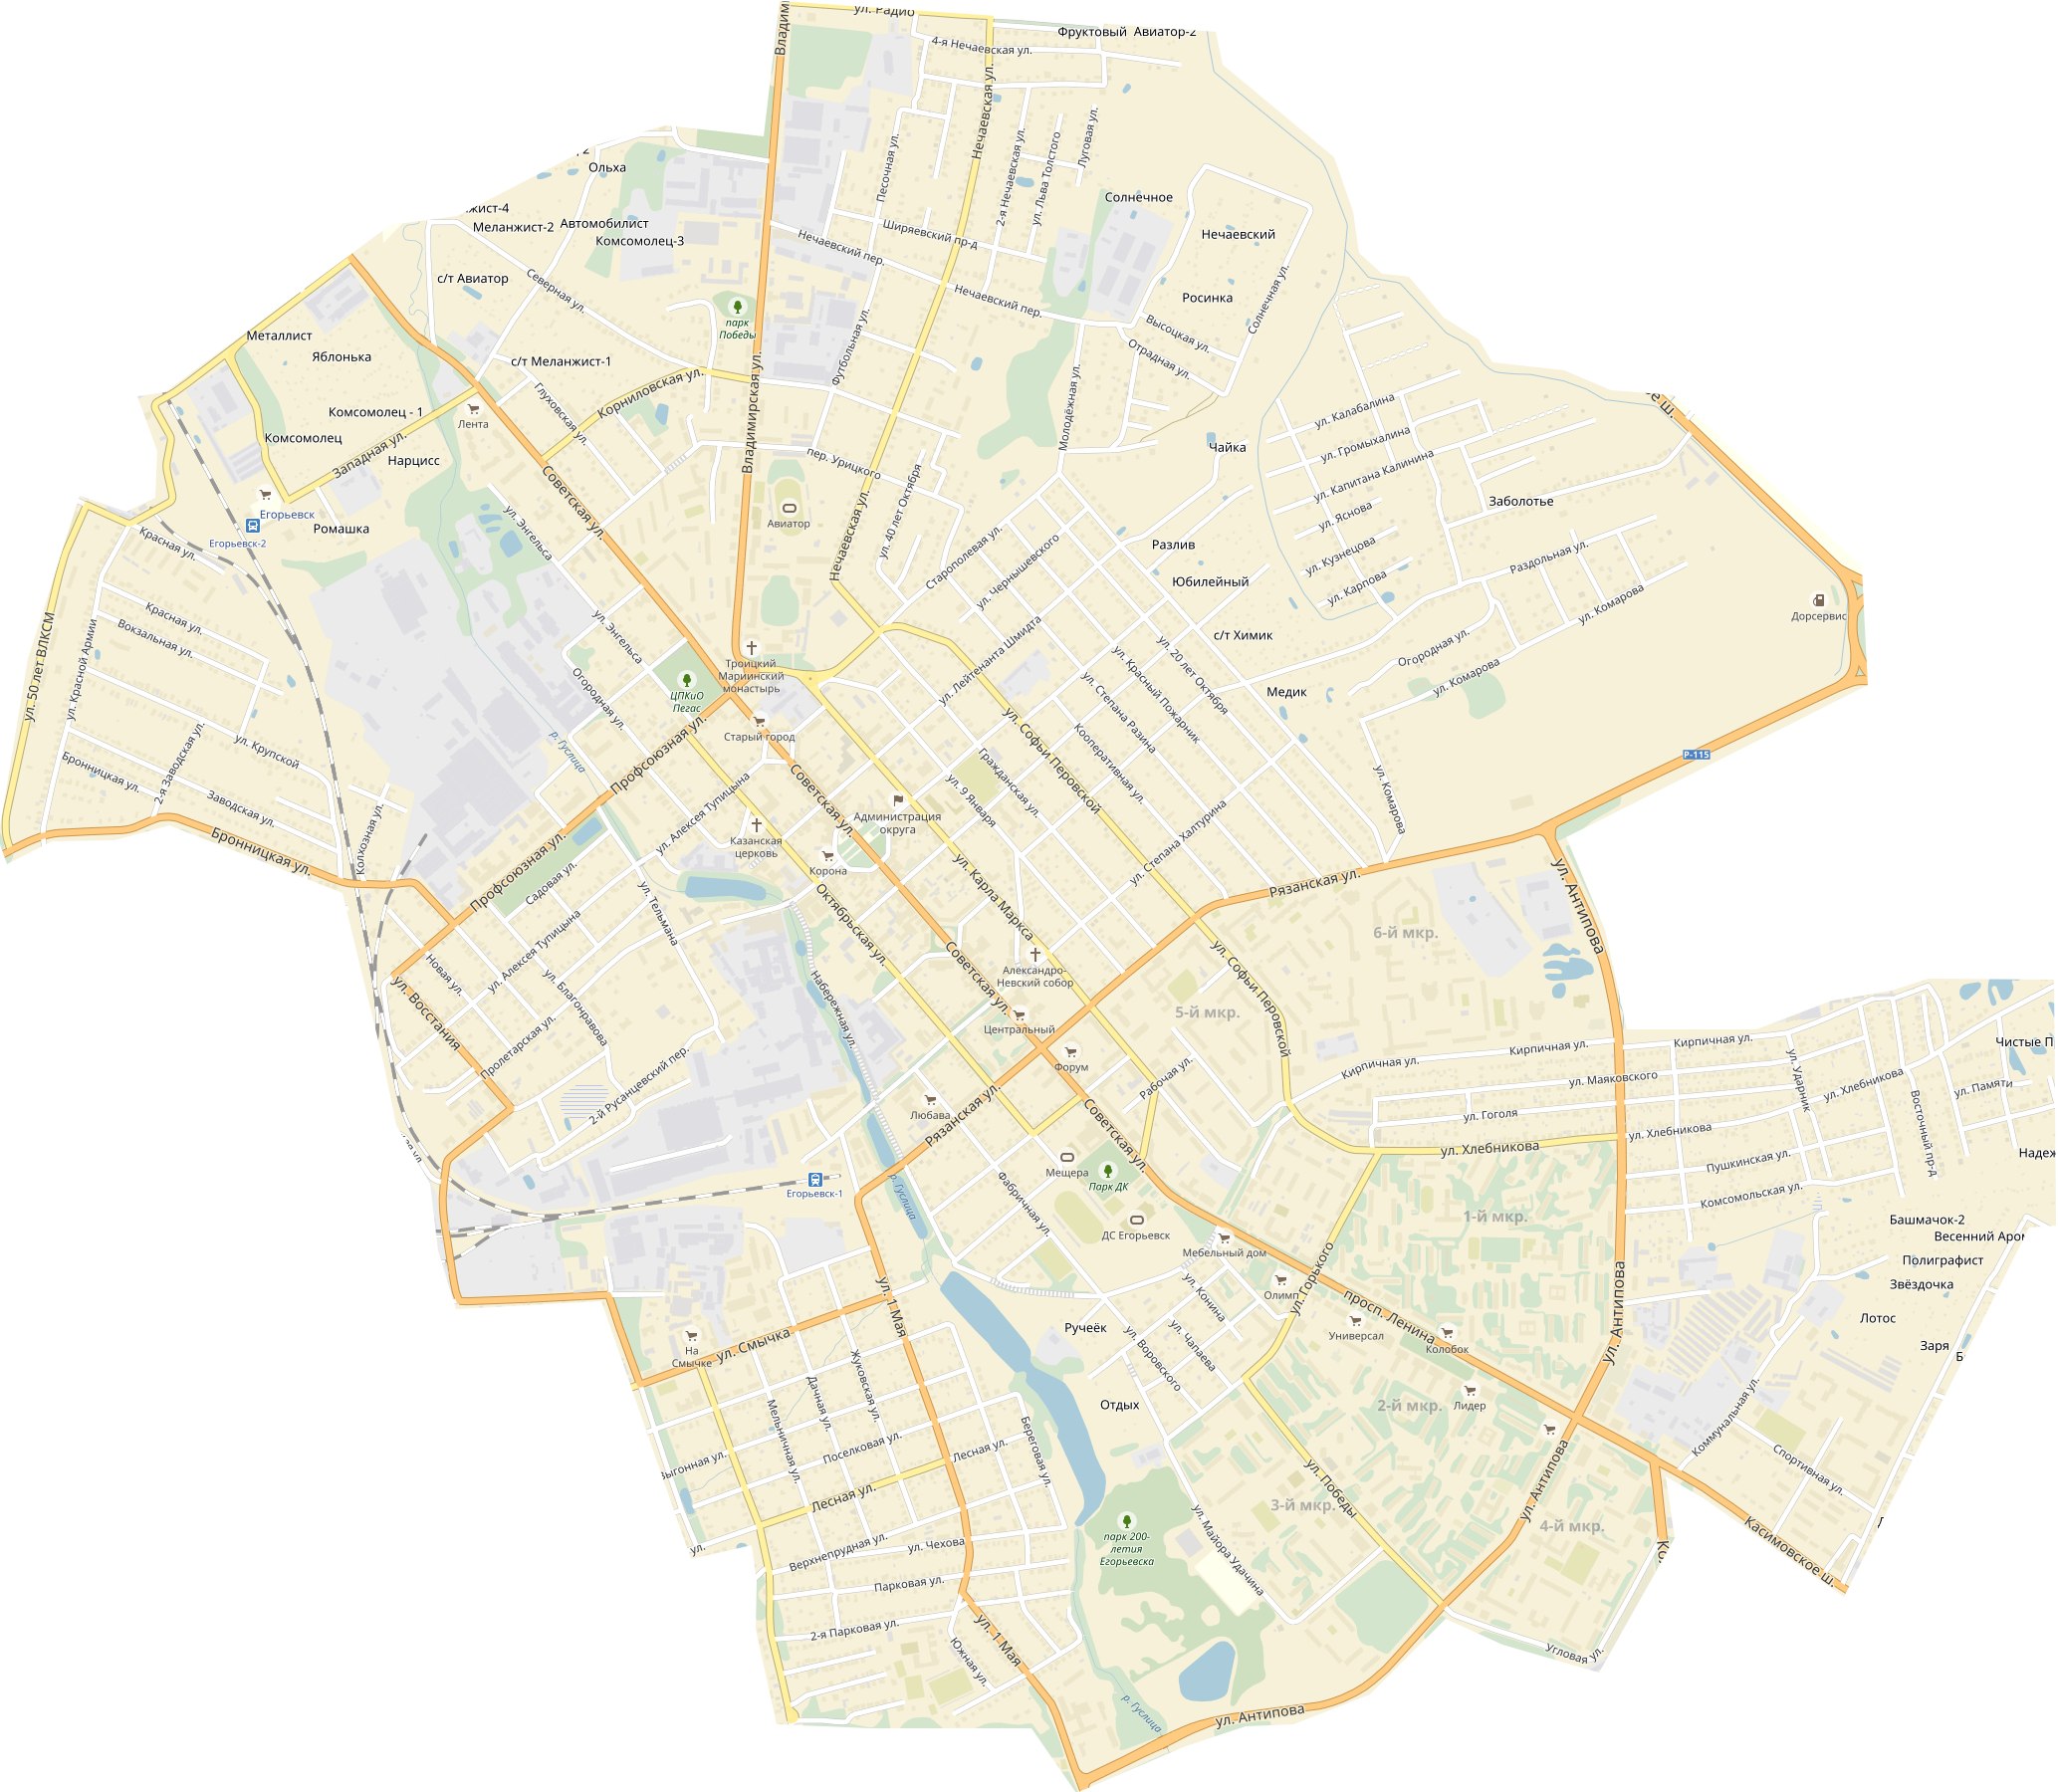 ул. Радио
Фруктовый Авиатор-2
4-я Нечаевская ул.
Нечаевская ул.
Луговая ул.
2-я Нечаевская ул.
ул. Льва Толстого
Песочная ул.
Ольха
Солнечное
Меланжист-2
Автомобилист
Комсомолец-3
Ширяевский пр-д
Нечаевский пер.
Нечаевский
с/т Авиатор
Северная ул.
Нечаевский пер.
Росинка
Солнечная ул.
парк
Победы
Высоцкая ул.
Отрадная ул.
Футбольная ул.
Металлист
Яблонька
с/т Меланжист-1
Корниловская ул.
Глуховская ул.
Владимирская ул.
Молодёжная ул.
Комсомолец - 1
Лента
Комсомолец
Западная ул.
Нарцисс
ул. Калабалина
ул. Громыхалина
ул. Капитана Калинина
Чайка
пер. Урицкого
ул. 40 лет Октября
Нечаевская ул.
Советская ул.
Егорьевск
Егорьевск-2
Ромашка
Авиатор
Заболотье
ул. Яснова
ул. Кузнецова
ул. Карпова
Разлив
Юбилейный
Красная ул.
ул. Энгельса
Старополевая ул.
ул. Чернышевского
Раздольная ул.
ул. Комарова
Дорсервис
Красная ул.
Вокзальная ул.
ул. Красной Армии
ул. 50 лет ВЛКСМ
ул. Энгельса
Огородная ул.
с/т Химик
Огородная ул.
ул. Комарова
Троицкий
Мариинский
монастырь
ЦПКиО
Пегас
ул. Лейтенанта Шмидта
ул. 20 лет Октября
ул. Красный Пожарник
ул. Степана Разина
Медик
Старый город
Профсоюзная ул.
р. Гуслица
ул. Софьи Перовской
Кооперативная ул.
Гражданская ул.
ул. 9 Января
ул. Крупской
2-я Заводская ул.
Бронницкая ул.
Заводская ул.
Р-115
ул. Комарова
ул. Алексея Тупицына
Советская ул.
Администрация
округа
Казанская
церковь
Корона
Колхозная ул.
Бронницкая ул.
Профсоюзная ул.
Садовая ул.
ул. Степана Халтурина
Рязанская ул.
ул. Антипова
ул. Карла Маркса
Октябрьская ул.
ул. Тельмана
ул. Алексея Тупицына
6-й мкр.
ул. Софьи Перовской
Советская ул.
Александро-
Невский собор
Новая ул.
ул. Благонравова
ул. Восстания
Набережная ул.
5-й мкр.
Центральный
Пролетарская ул.
2-й Русанцевский пер.
Форум
Рабочая ул.
Кирпичная ул.
Кирпичная ул.
Кирпичная ул.
Чистые П
ул. Маяковского
ул. Ударник
ул. Хлебникова
ул. Памяти
Любава
Рязанская ул.
Советская ул.
ул. Гоголя
ул. Хлебникова
ул. Хлебникова
Восточный пр-д
Пушкинская ул.
Надеж
Комсомольская ул.
Мещера
Парк ДК
Егорьевск-1
р. Гуслица
Фабричная ул.
ДС Егорьевск
1-й мкр.
Башмачок-2
Весенний Аром
Мебельный дом
Полиграфист
Звёздочка
Олимп
ул. Горького
просп. Ленина
Универсал
Колобок
ул. Антипова
Лотос
Заря
Б
ул. 1 Мая
ул. Смычка
На
Смычке
Ручеёк
ул. Конина
ул. Чапаева
ул. Воровского
Жуковская ул.
Дачная ул.
Мельничная ул.
Отдых
2-й мкр.
Лидер
Коммунальная ул.
Спортивная ул.
Выгонная ул.
Поселковая ул.
Лесная ул.
Лесная ул.
Береговая ул.
ул. Победы
3-й мкр.
ул. Антипова
4-й мкр.
Касимовское ш.
парк 200-
летия
Егорьевска
ул. Майора Удачина
ул.
Верхнепрудная ул.
ул. Чехова
Парковая ул.
2-я Парковая ул.
ул. 1 Мая
Южная ул.
Угловая ул.
р. Гуслица
ул. Антипова